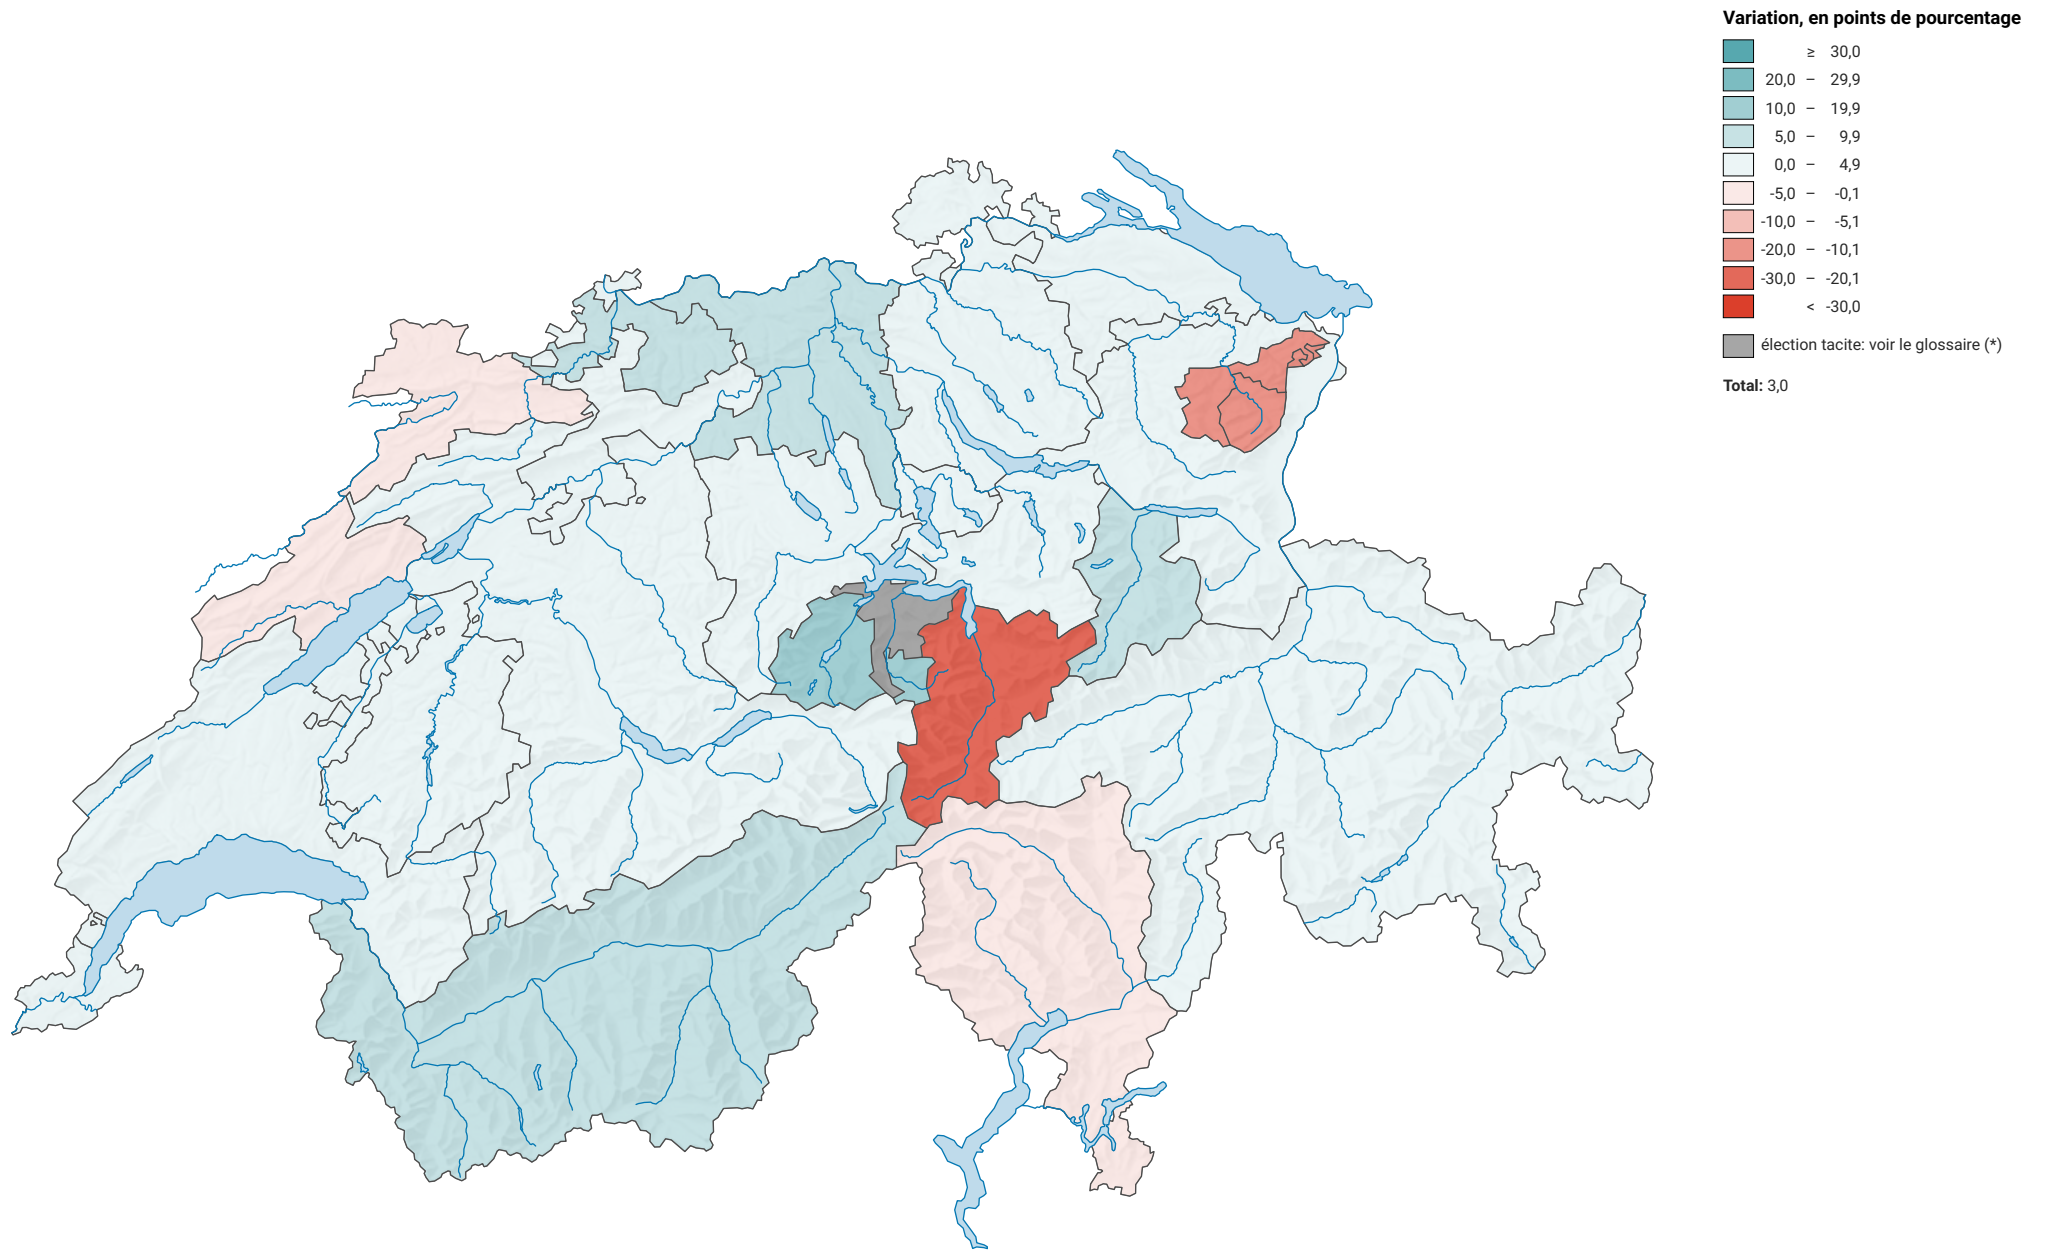 Variation, en points de pourcentage
≥ 30,0
20,0 – 29,9
10,0 – 19,9
5,0 – 9,9
0,0 – 4,9
-5,0 – -0,1
-10,0 – -5,1
-20,0 – -10,1
-30,0 – -20,1
< -30,0
élection tacite: voir le glossaire (*)
Total: 3,0